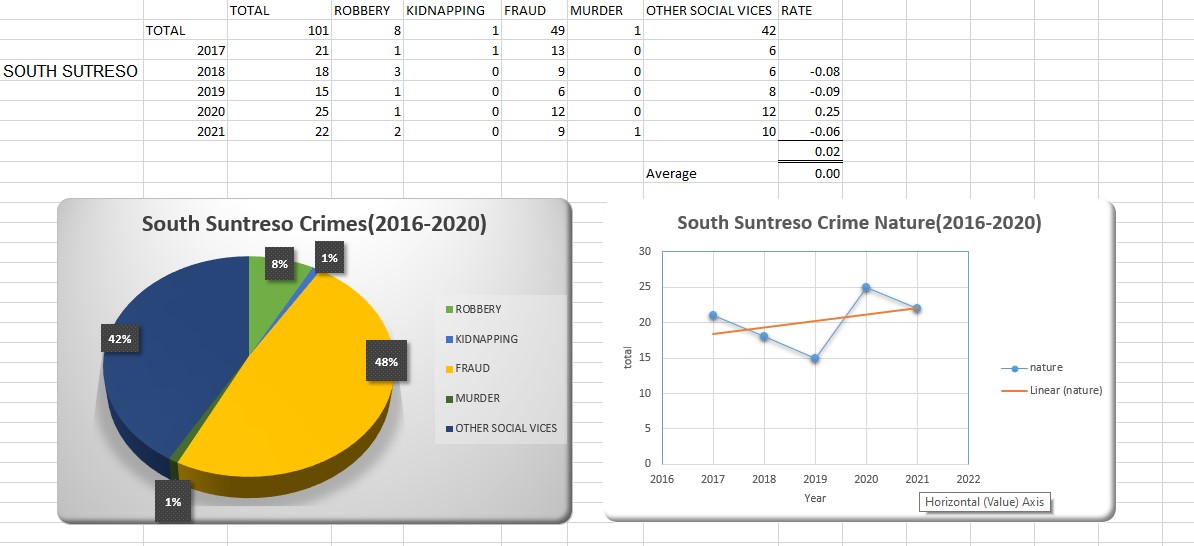 TOTAL ROBBERY KIDNAPPING FRAUD MURDER OTHER SOCIAL VICES RATE
TOTAL 101 8 1 49 1 42
2017 21 1 1 13 0 6
SOUTH SUTRESO 2018 18 3 0 9 0 6 -0.08
2019 15 1 0 6 0 8 -0.09
2020 25 1 0 12 0 12 0.25
2021 22 2 0 9 1 10 -0.06
0.02
Average 0.00
South Suntreso Crimes(2016-2020)
8%
1%
42%
48%
1%
ROBBERY
KIDNAPPING
FRAUD
MURDER
OTHER SOCIAL VICES
South Suntreso Crime Nature(2016-2020)
30
25
20
15
10
5
0
total
2016 2017 2018 2019 2020 2021 2022
Year
nature
Linear (nature)
Horizontal (Value) Axis